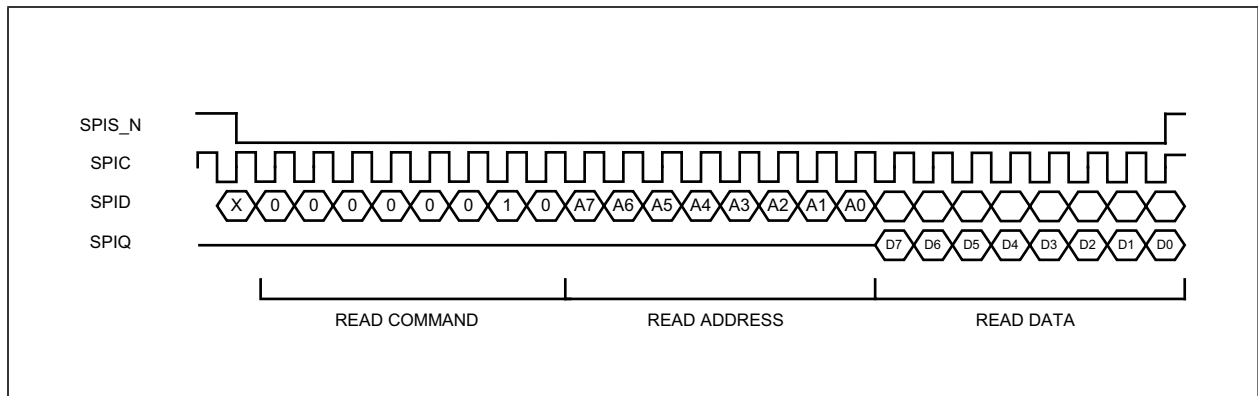 SPIS_N
SPIC
SPID X 0 0 0 0 0 0 1 0 A7 A6 A5 A4 A3 A2 A1 A0
SPIQ D7 D6 D5 D4 D3 D2 D1 D0
READ COMMAND READ ADDRESS READ DATA